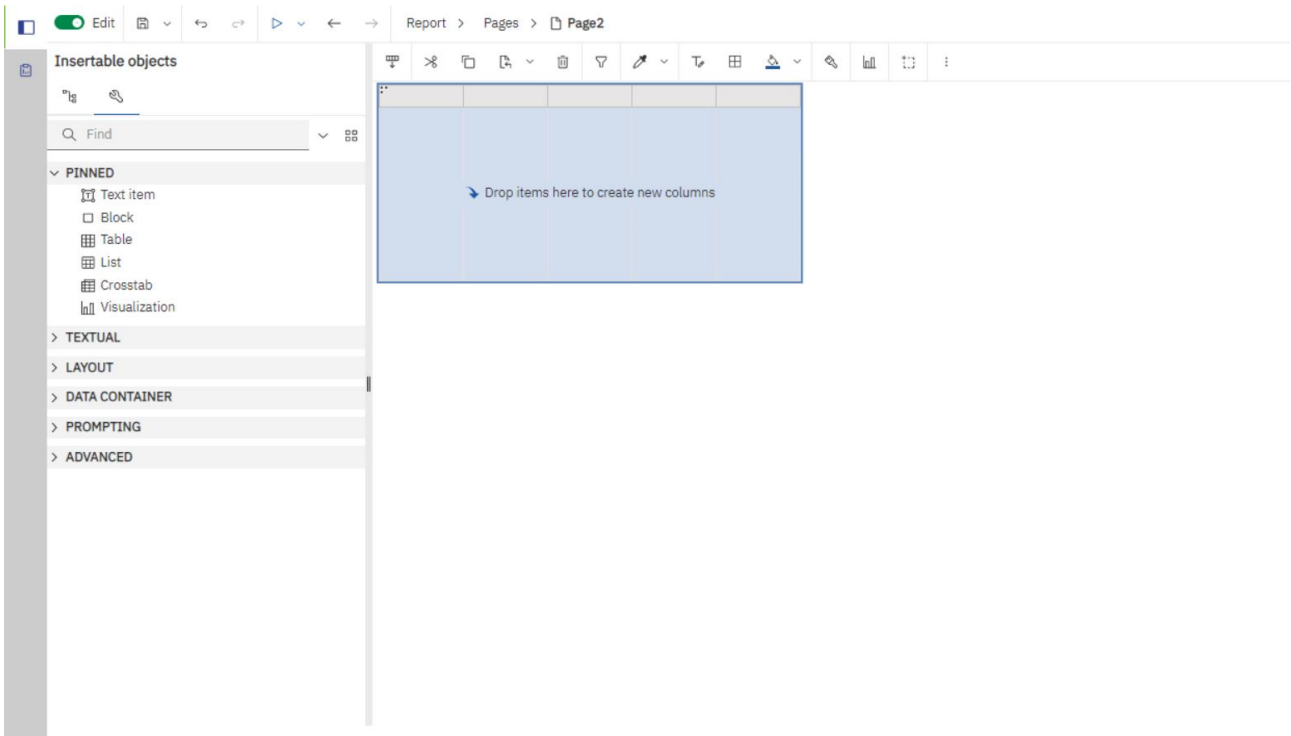 Edit
Report > Pages > Page2
Insertable objects
Find
PINNED
Text item
Block
Table
List
Crosstab
Visualization
TEXTUAL
LAYOUT
DATA CONTAINER
PROMPTING
ADVANCED
Drop items here to create new columns